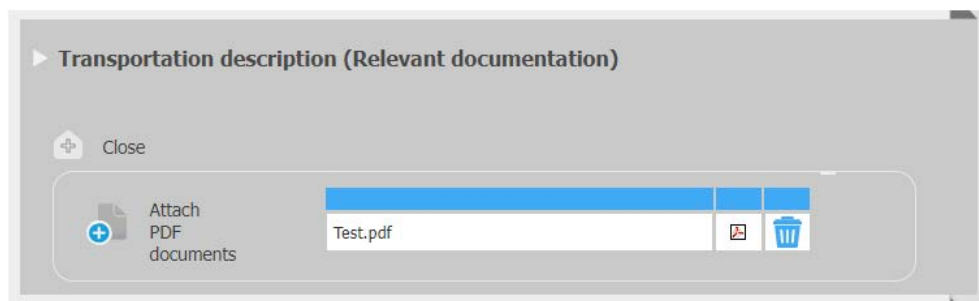 Transportation description (Relevant documentation)
Close
Attach
PDF
documents
Test.pdf